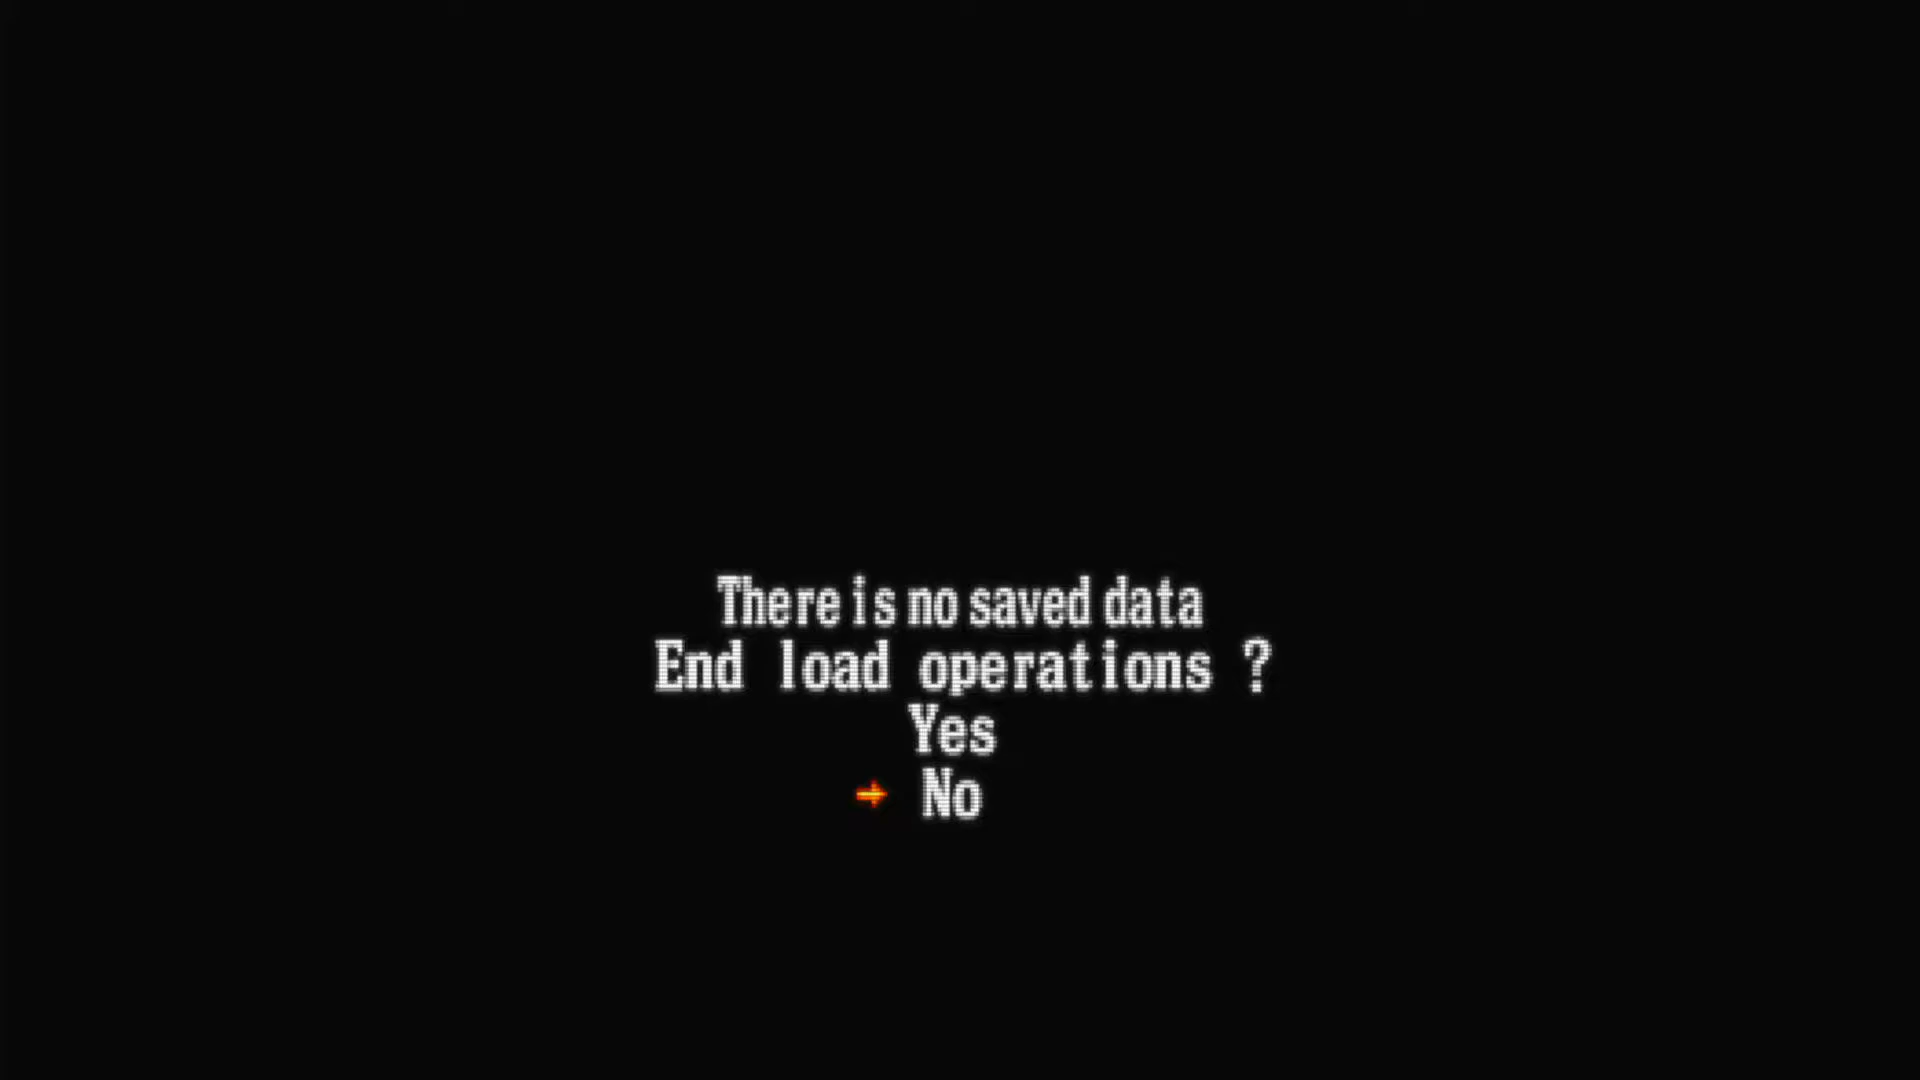 There is no saved data
End load operations ?
Yes
No